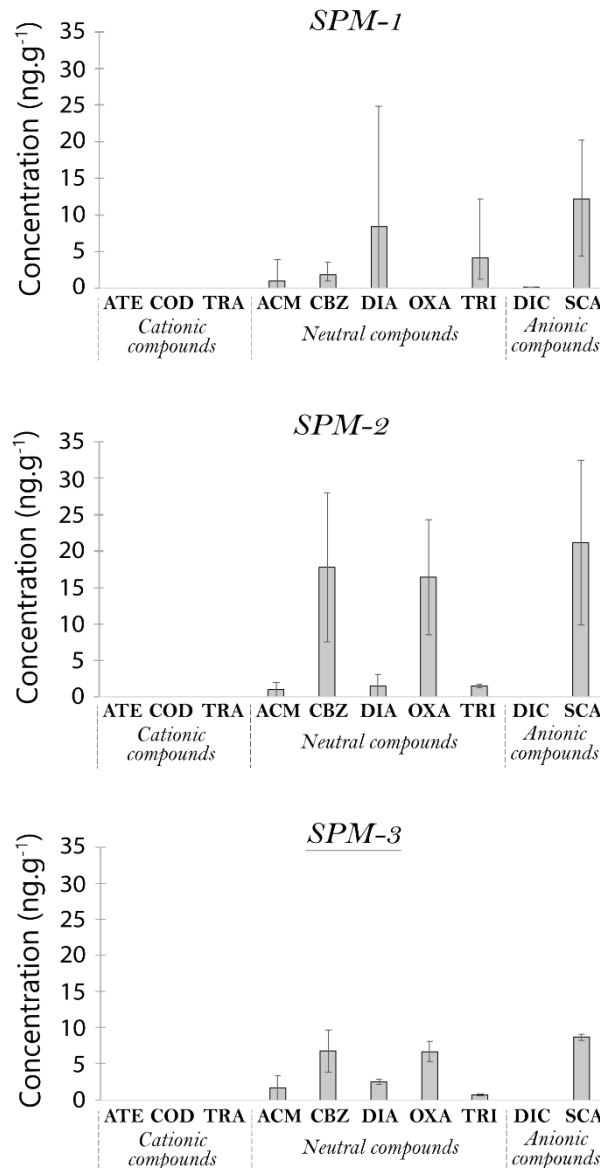 SPM-1
Concentration (ng.g⁻¹)
35
30
25
20
15
10
5
0
ATE COD TRA ACM CBZ DIA OXA TRI DIC SCA
Cationic compounds
Neutral compounds
Anionic compounds
SPM-2
Concentration (ng.g⁻¹)
35
30
25
20
15
10
5
0
ATE COD TRA ACM CBZ DIA OXA TRI DIC SCA
Cationic compounds
Neutral compounds
Anionic compounds
SPM-3
Concentration (ng.g⁻¹)
35
30
25
20
15
10
5
0
ATE COD TRA ACM CBZ DIA OXA TRI DIC SCA
Cationic compounds
Neutral compounds
Anionic compounds